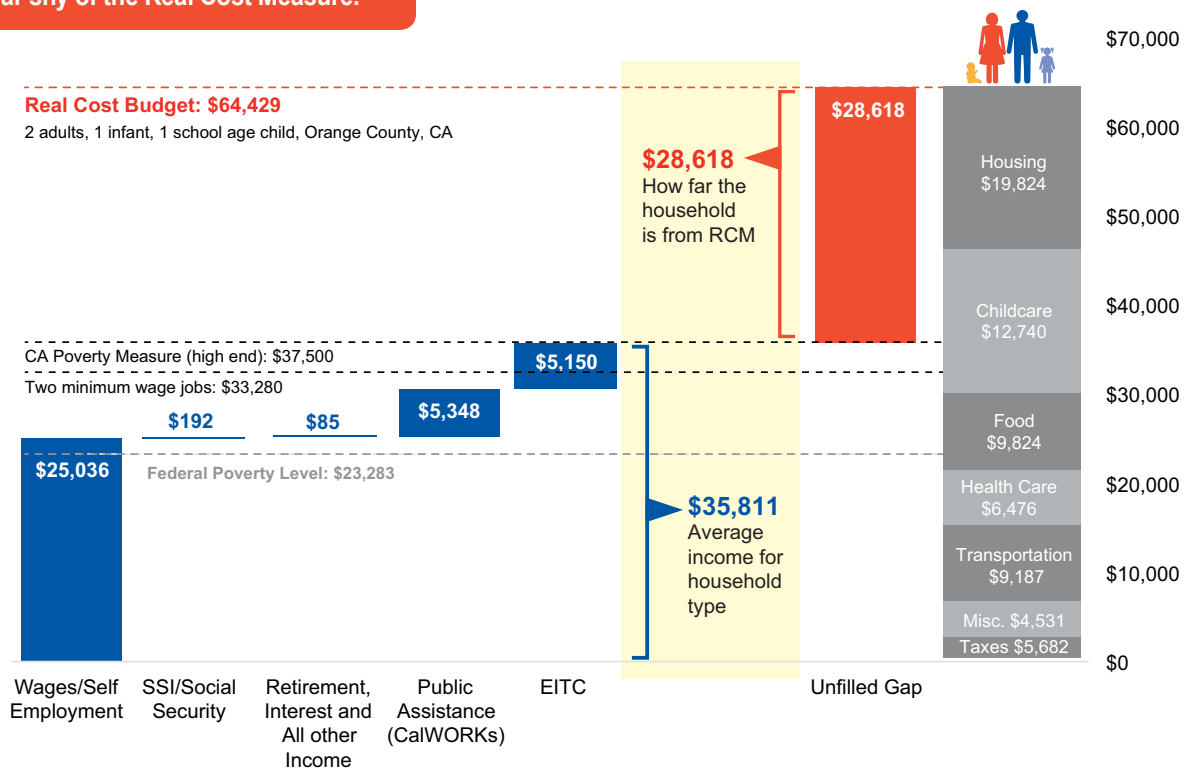 of the Real Cost Measure.
Real Cost Budget: $64,429
2 adults, 1 infant, 1 school age child, Orange County, CA
$28,618
How far the
household
is from RCM
$28,618
CA Poverty Measure (high end): $37,500
Two minimum wage jobs: $33,280
$25,036
$192
$85
$5,348
$5,150
Federal Poverty Level: $23,283
$35,811
Average
income for
household
type
Housing
$19,824
Childcare
$12,740
Food
$9,824
Health Care
$6,476
Transportation
$9,187
Misc. $4,531
Taxes $5,682
$70,000
$60,000
$50,000
$40,000
$30,000
$20,000
$10,000
$0
Wages/Self
Employment
SSI/Social
Security
Retirement,
Interest and
All other
Income
Public
Assistance
(CalWORKs)
EITC
Unfilled Gap